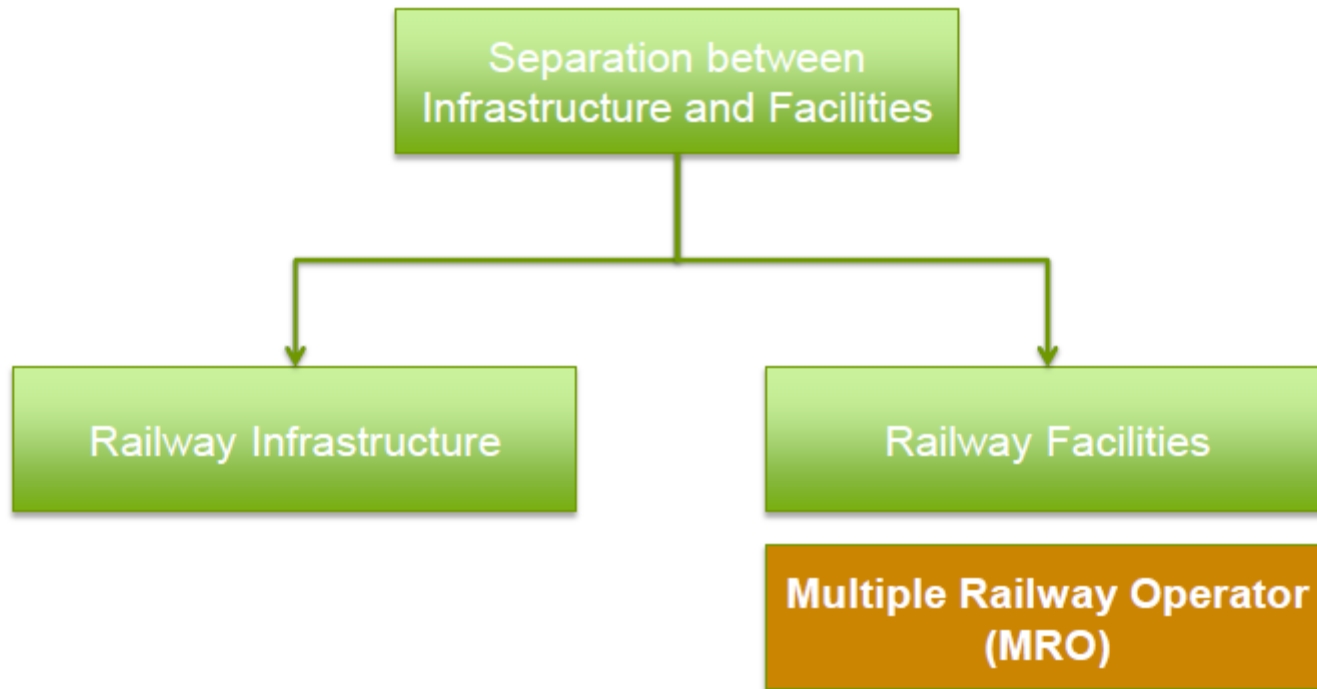 Separation between
Infrastructure and Facilities
Railway Infrastructure
Railway Facilities
Multiple Railway Operator
(MRO)